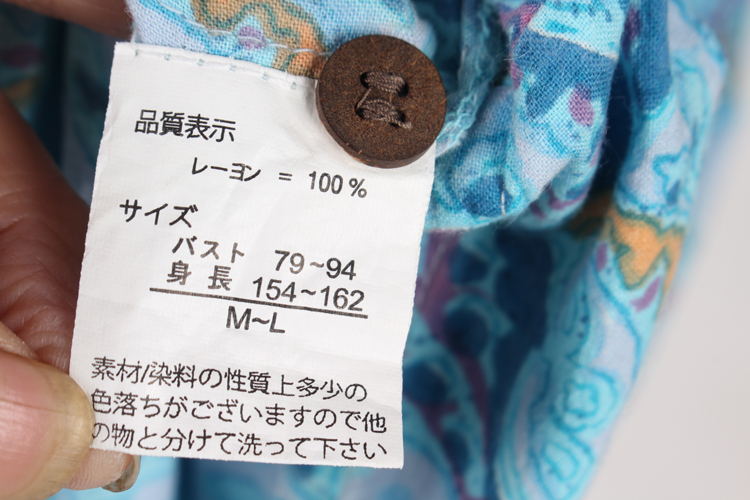 品質表示
レーヨン = 100%
サイズ
バスト 79~94
身長 154~162
M~L
素材/染料の性質上多少の
色落ちがございますので他
の物と分けて洗って下さい